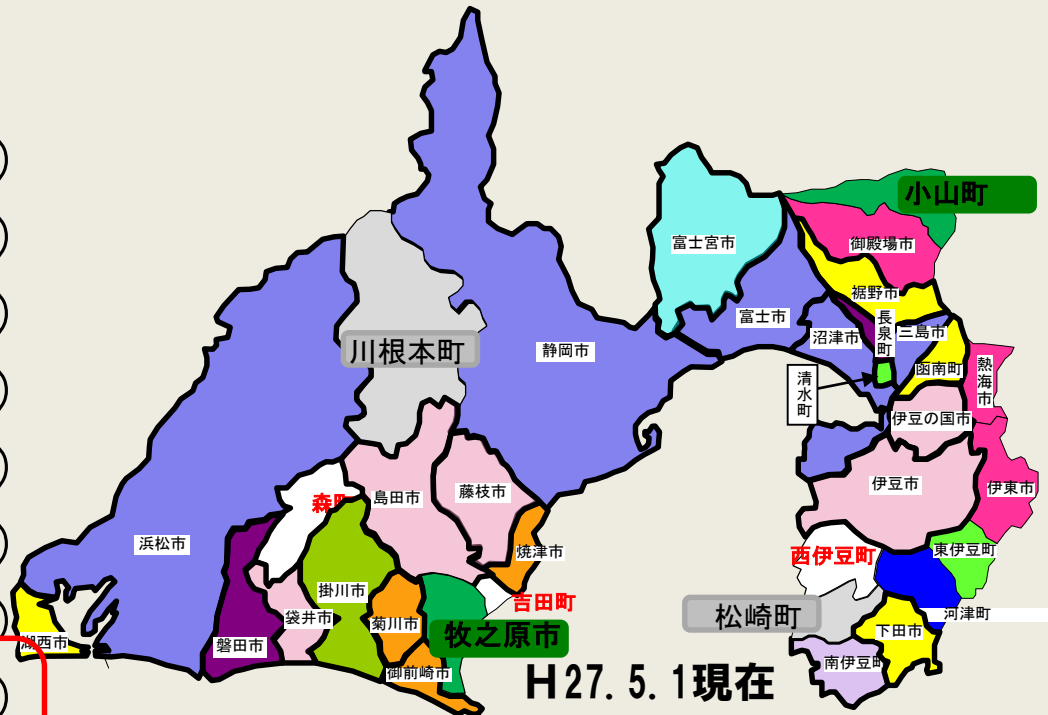 小山町
富士宮市
御殿場市
裾野市
富士市
長泉町
沼津市
三島市
川根本町
静岡市
函南町
熱海市
清水町
伊豆の国市
島田市
藤枝市
伊豆市
伊東市
森町
浜松市
焼津市
西伊豆町
東伊豆町
掛川市
吉田町
松崎町
河津町
袋井市
菊川市
牧之原市
下田市
湖西市
磐田市
御前崎市
南伊豆町
H27.5.1現在